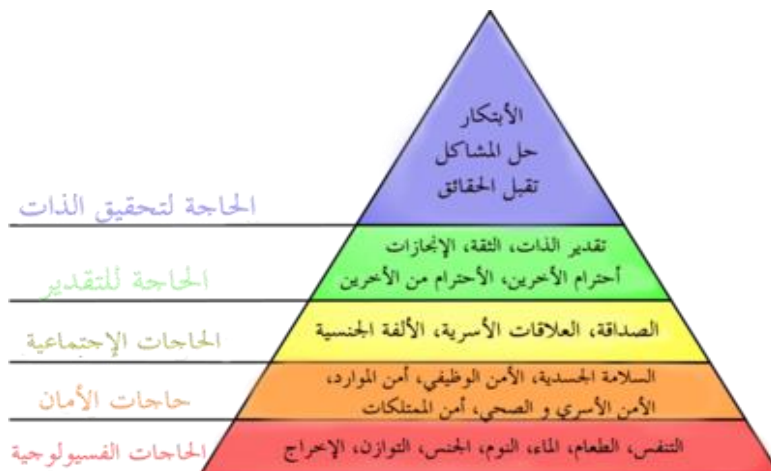 الأبتكار
حل المشاكل
تقبل الحقائق
الحاجة لتحقيق الذات
تقدير الذات، الثقة، الإنجازات
أحترام الأخرين، الأحترام من الأخرين
الحاجة للتقدير
الصداقة، العلاقات الأسرية، الألفة الجنسية
الحاجات الإجتماعية
السلامة الجسدية، الأمن الوظيفي، أمن الموارد،
الأمن الأسري و الصحي، أمن الممتلكات
حاجات الأمان
التنفس، الطعام، الماء، النوم، الجنس، التوازن، الإخراج
الحاجات الفسيولوجية